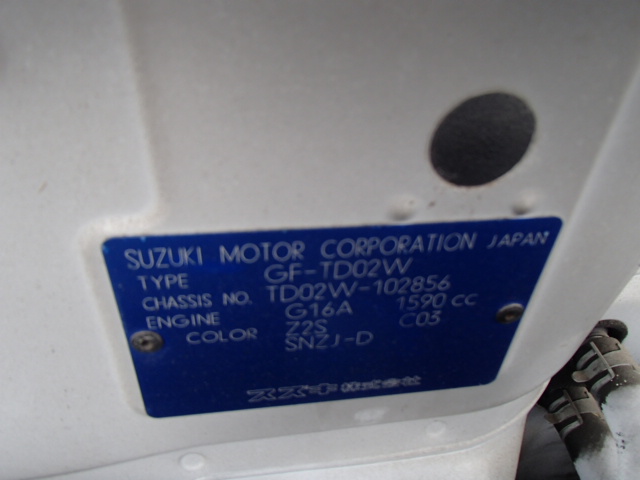 SUZUKI MOTOR CORPORATION JAPAN
TYPE GF-TD02W
CHASSIS NO. TD02W-102856
ENGINE G16A 1590 CC
COLOR Z2S C03
SNZJ-D